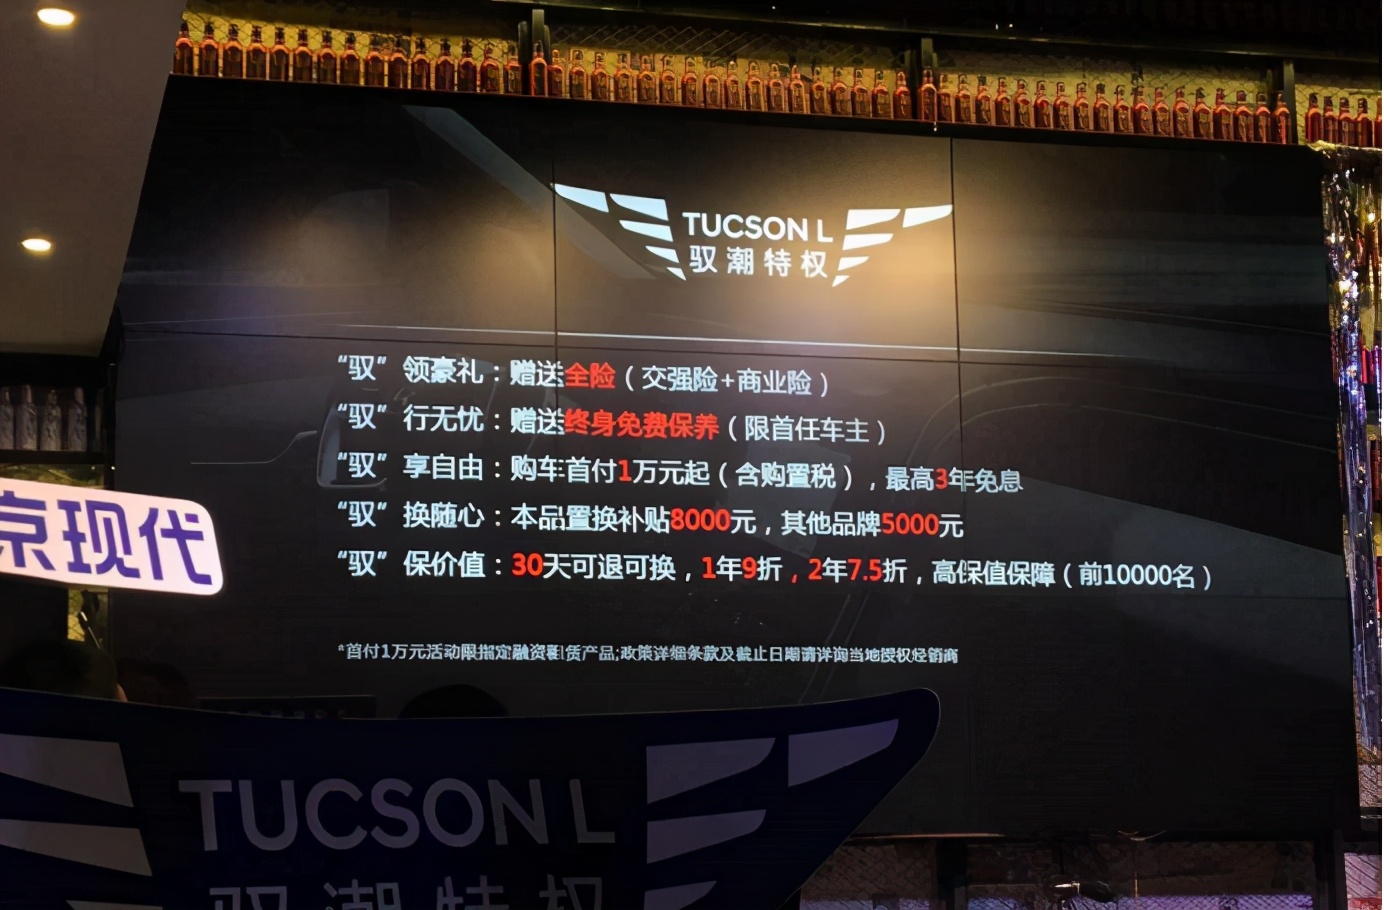 TUCSON L
驭潮特权
“驭”领豪礼：赠送全险（交强险+商业险）
“驭”行无忧：赠送终身免费保养（限首任车主）
“驭”享自由：购车首付1万元起（含购置税），最高3年免息
“驭”换随心：本品置换补贴8000元，其他品牌5000元
“驭”保价值：30天可退可换，1年9折，2年7.5折，高保值保障（前10000名）
*首付1万元活动限指定融资租赁产品;政策详细条款及截止日期请详询当地授权经销商
京现代
TUCSON L
驭潮特权